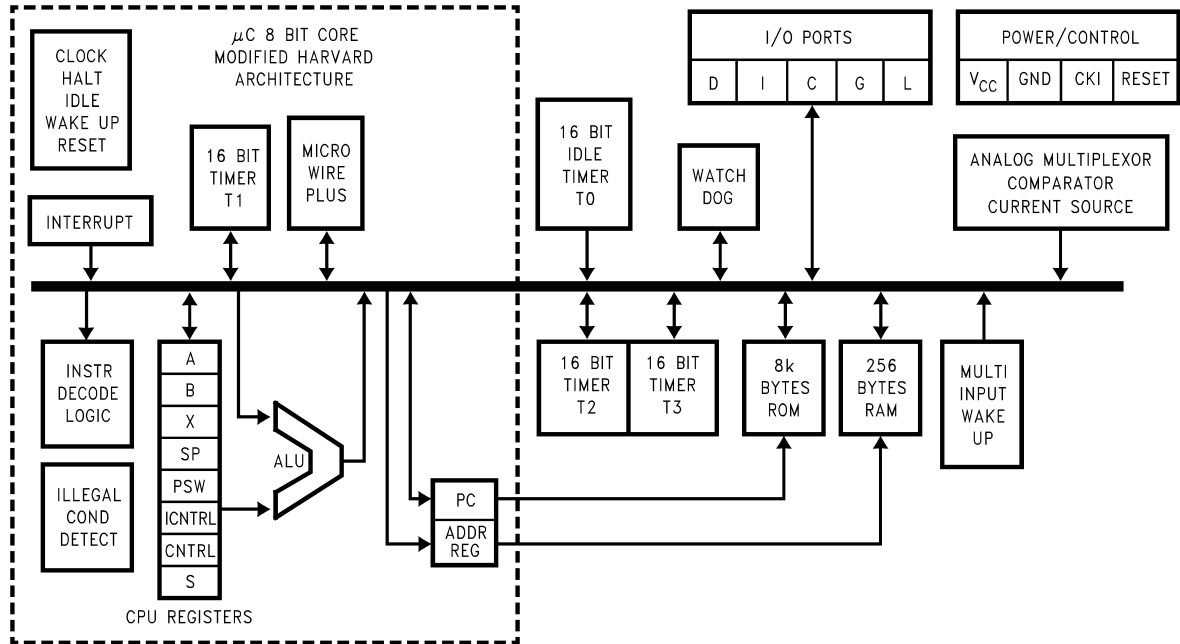 CLOCK
HALT
IDLE
WAKE UP
RESET
μC 8 BIT CORE
MODIFIED HARVARD
ARCHITECTURE
I/O PORTS
D I C G L
POWER/CONTROL
VCC GND CKI RESET
16 BIT
TIMER
T1
MICRO
WIRE
PLUS
16 BIT
IDLE
TIMER
T0
WATCH
DOG
ANALOG MULTIPLEXOR
COMPARATOR
CURRENT SOURCE
INTERRUPT
INSTR
DECODE
LOGIC
ILLEGAL
COND
DETECT
A
B
X
SP
PSW
ICNTRL
CNTRL
S
CPU REGISTERS
ALU
PC
ADDR
REG
16 BIT
TIMER
T2
16 BIT
TIMER
T3
8k
BYTES
ROM
256
BYTES
RAM
MULTI
INPUT
WAKE
UP